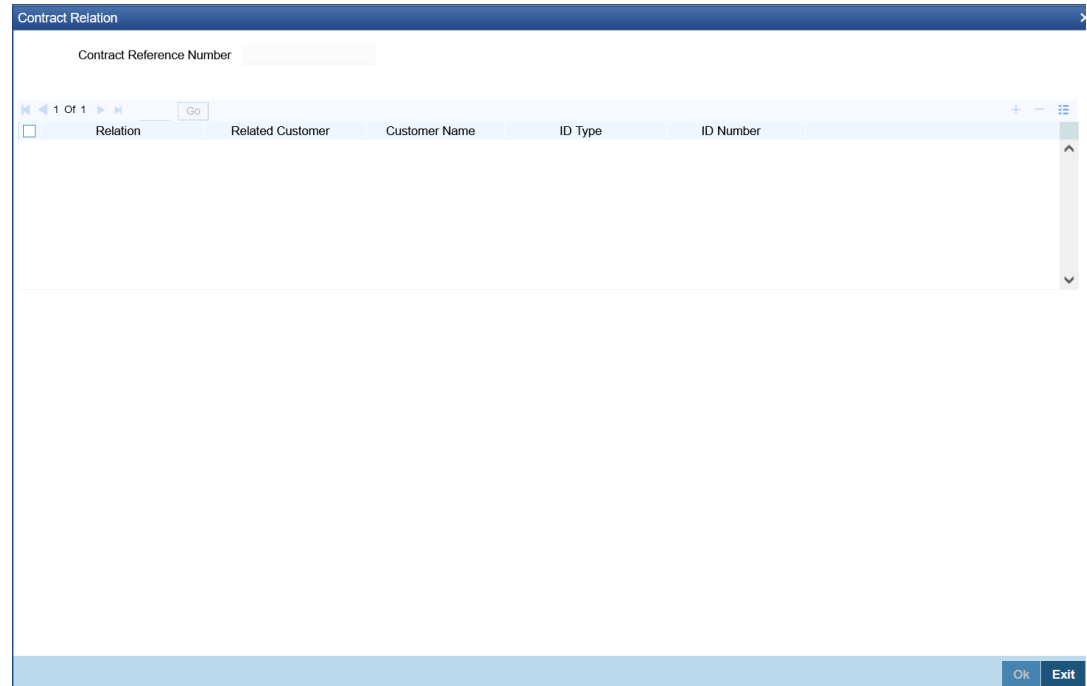 Contract Relation
Contract Reference Number
1 Of 1 Go
Relation Related Customer Customer Name ID Type ID Number
Ok Exit